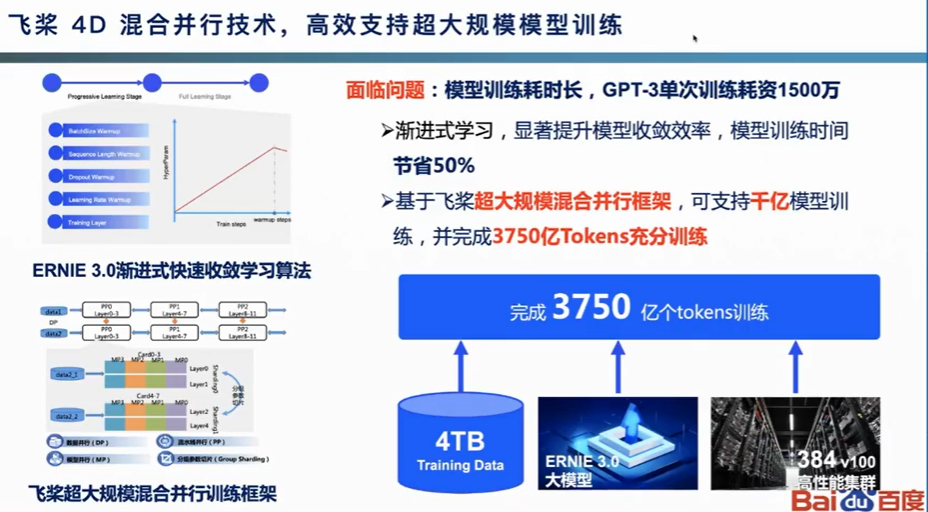 飞桨 4D 混合并行技术，高效支持超大规模模型训练
Progressive Learning Stage
Full Learning Stage
BatchSize Warmup
Sequence Length Warmup
Dropout Warmup
Learning Rate Warmup
Training Layer
HyperParam
Train steps
warmup steps
ERNIE 3.0渐进式快速收敛学习算法
data1
DP
data2
PP0
Layer0-3
PP1
Layer4-7
PP2
Layer8-11
PP0
Layer0-3
PP1
Layer4-7
PP2
Layer8-11
Card0-3
MP3 MP2 MP1 MP0
data2_1
Layer0
Layer1
Sharding0
Card4-7
MP3 MP2 MP1 MP0
data2_2
Layer2
Layer4
Sharding1
分组参数切片
数据并行（DP）
流水线并行（PP）
模型并行（MP）
分组参数切片（Group Sharding）
飞桨超大规模混合并行训练框架
面临问题：模型训练耗时长，GPT-3单次训练耗资1500万
➢渐进式学习，显著提升模型收敛效率，模型训练时间
节省50%
➢基于飞桨超大规模混合并行框架，可支持千亿模型训
练，并完成3750亿Tokens充分训练
完成 3750 亿个tokens训练
4TB
Training Data
ERNIE 3.0
大模型
384 v100
高性能集群
Bai du 百度